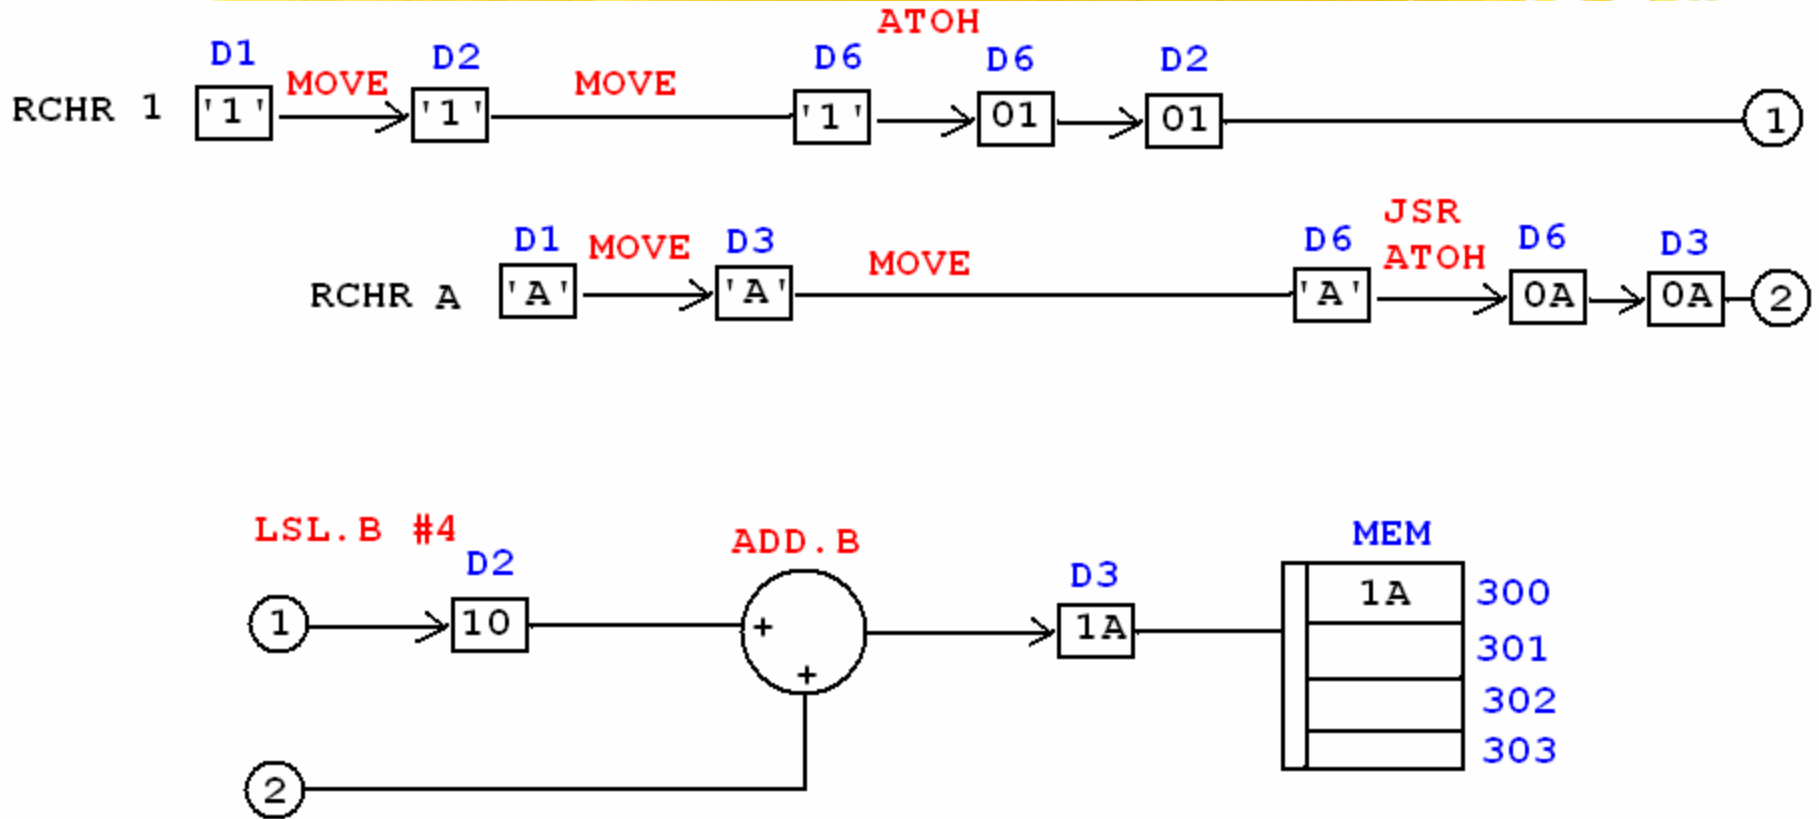 ATOH
D1 MOVE D2 MOVE D6 D6 D2
RCHR 1 '1' '1' '1' 01 01 1
JSR
D1 MOVE D3 MOVE D6 ATOH D6 D3
RCHR A 'A' 'A' 'A' 0A 0A 2
LSL.B #4 ADD.B MEM
D2 D3
1 10 + 1A 1A 300
+ 301
302
303
2